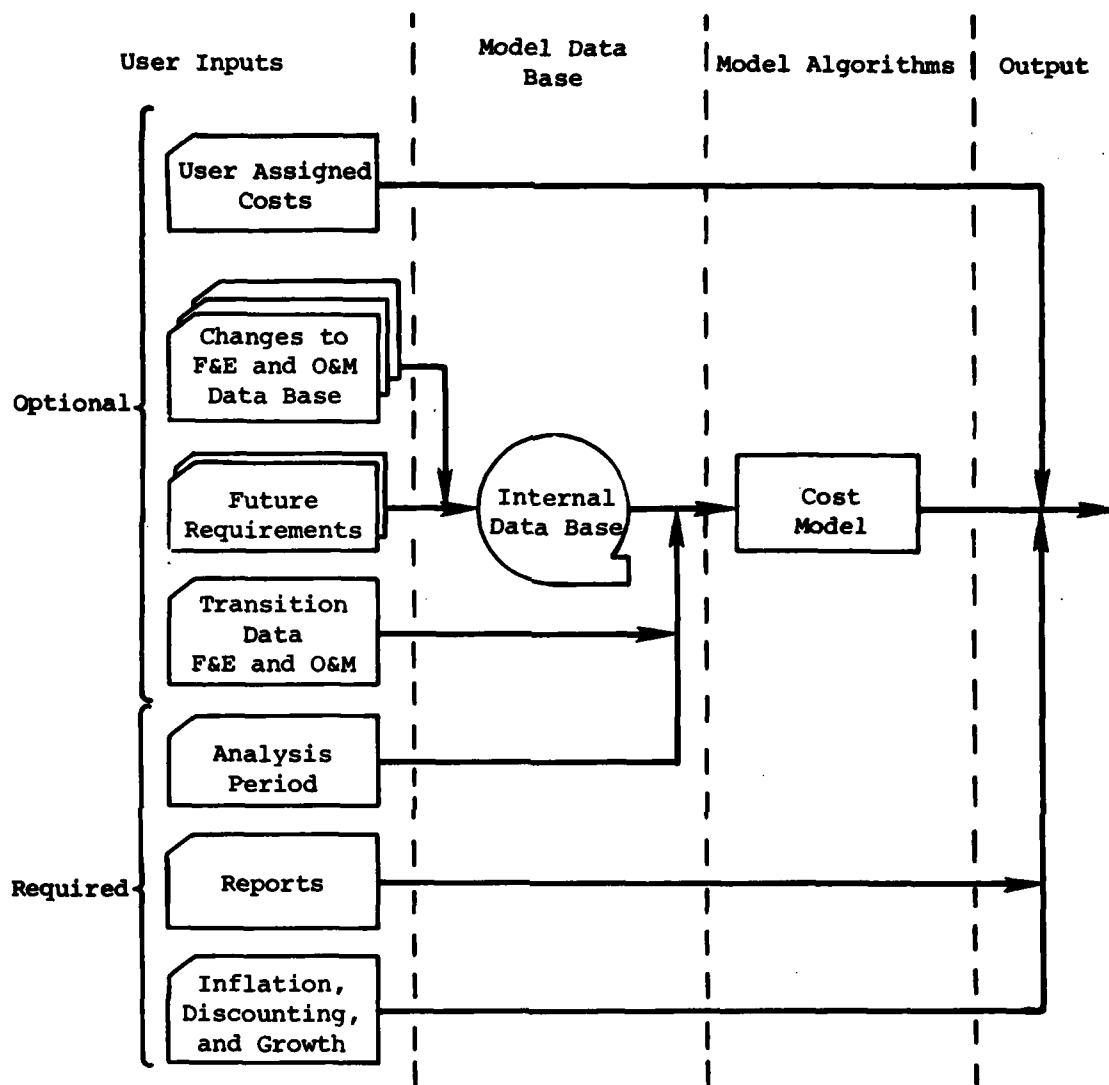 User Inputs
Model Data
Base
Model Algorithms
Output
User Assigned
Costs
Changes to
F&E and O&M
Data Base
Optional
Future
Requirements
Internal
Data Base
Cost
Model
Transition
Data
F&E and O&M
Analysis
Period
Required
Reports
Inflation,
Discounting,
and Growth